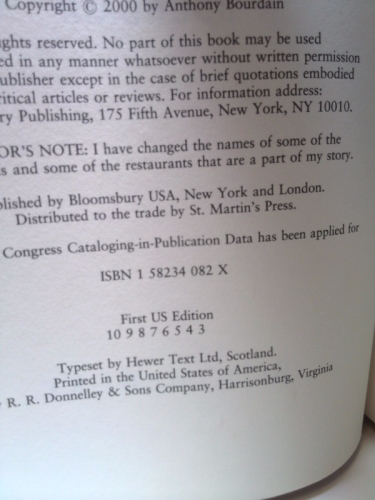 Copyright © 2000 by Anthony Bourdain
ghts reserved. No part of this book may be used
ed in any manner whatsoever without written permission
ublisher except in the case of brief quotations embodied
ritical articles or reviews. For information address:
ry Publishing, 175 Fifth Avenue, New York, NY 10010.
OR'S NOTE: I have changed the names of some of the
s and some of the restaurants that are a part of my story.
lished by Bloomsbury USA, New York and London.
Distributed to the trade by St. Martin's Press.
Congress Cataloging-in-Publication Data has been applied for
ISBN 1 58234 082 X
First US Edition
10 9 8 7 6 5 4 3
Typeset by Hewer Text Ltd, Scotland.
Printed in the United States of America,
R. R. Donnelley & Sons Company, Harrisonburg, Virginia